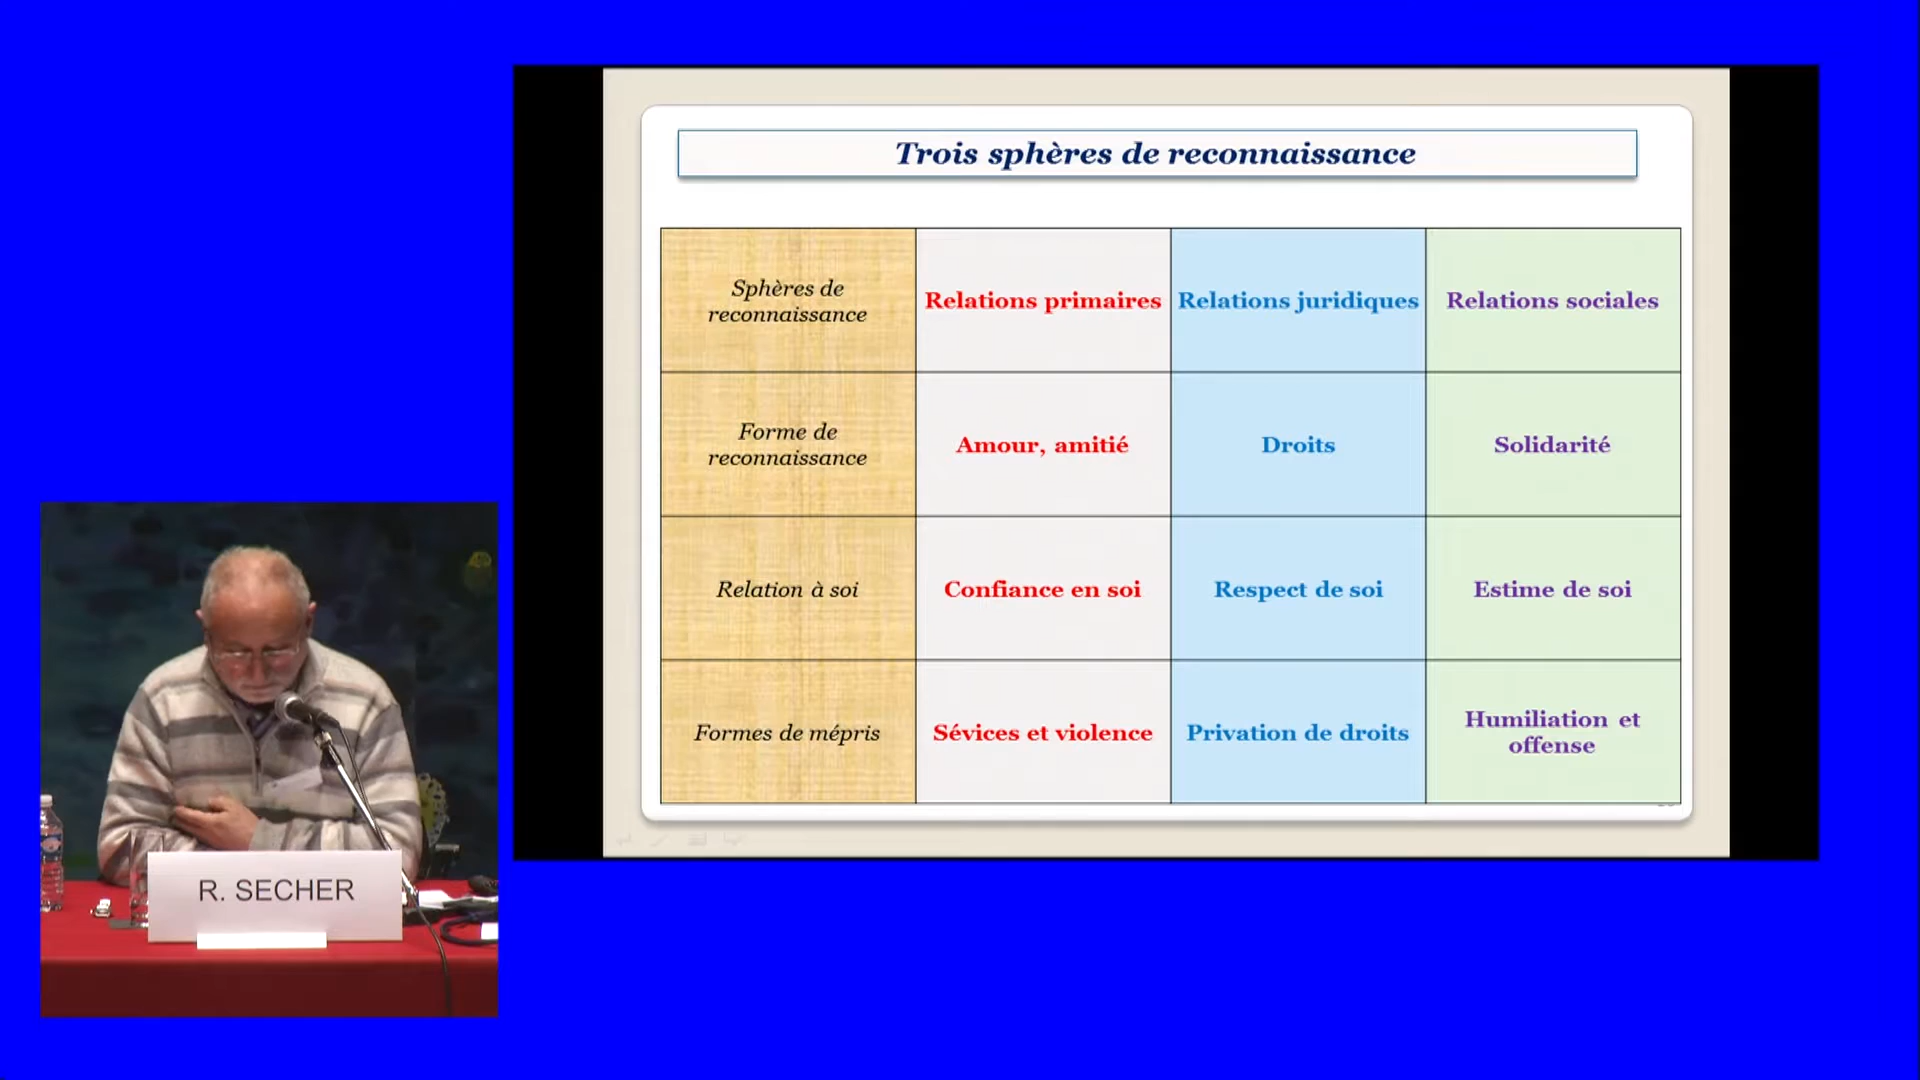 Trois sphères de reconnaissance
Sphères de
reconnaissance
Relations primaires
Relations juridiques
Relations sociales
Forme de
reconnaissance
Amour, amitié
Droits
Solidarité
Relation à soi
Confiance en soi
Respect de soi
Estime de soi
Formes de mépris
Sévices et violence
Privation de droits
Humiliation et
offense
R. SECHER